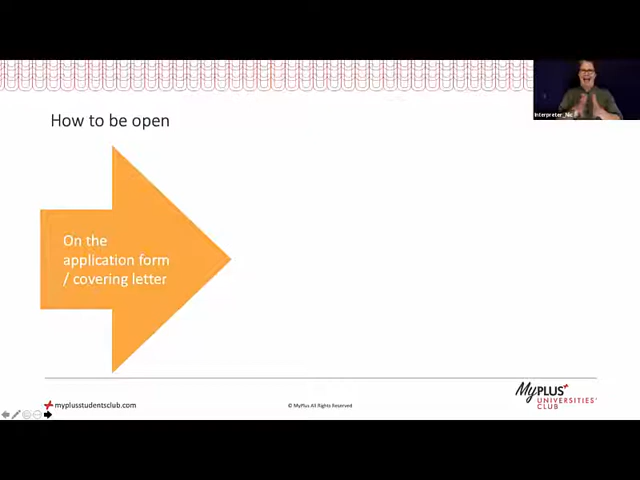 Interpreter_Nic
How to be open
On the
application form
/ covering letter
myplusstudentsclub.com
© MyPlus All Rights Reserved
MyPLUS+
UNIVERSITIES'
CLUB